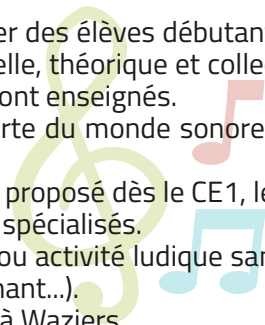 er des élèves débutan
elle, théorique et colle
ont enseignés.
rte du monde sonore
proposé dès le CE1, le
spécialisés.
ou activité ludique san
nant...).
à Waziers